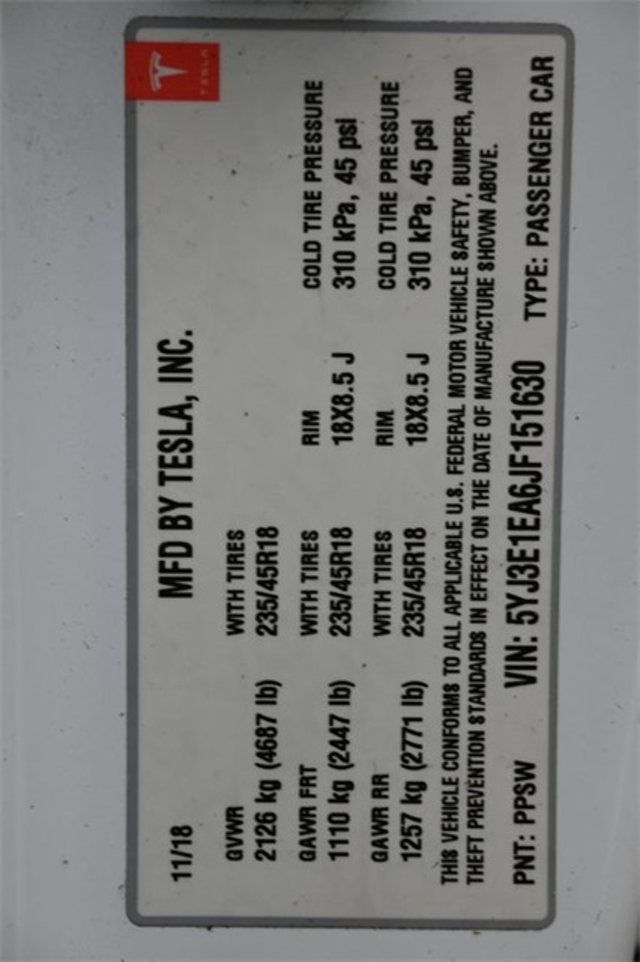 TESLA
11/18 MFD BY TESLA, INC.
GVWR WITH TIRES
2126 kg (4687 lb) 235/45R18
GAWR FRT WITH TIRES RIM COLD TIRE PRESSURE
1110 kg (2447 lb) 235/45R18 18X8.5 J 310 kPa, 45 psi
GAWR RR WITH TIRES RIM COLD TIRE PRESSURE
1257 kg (2771 lb) 235/45R18 18X8.5 J 310 kPa, 45 psi
THIS VEHICLE CONFORMS TO ALL APPLICABLE U.S. FEDERAL MOTOR VEHICLE SAFETY, BUMPER, AND
THEFT PREVENTION STANDARDS IN EFFECT ON THE DATE OF MANUFACTURE SHOWN ABOVE.
PNT: PPSW VIN: 5YJ3E1EA6JF151630 TYPE: PASSENGER CAR